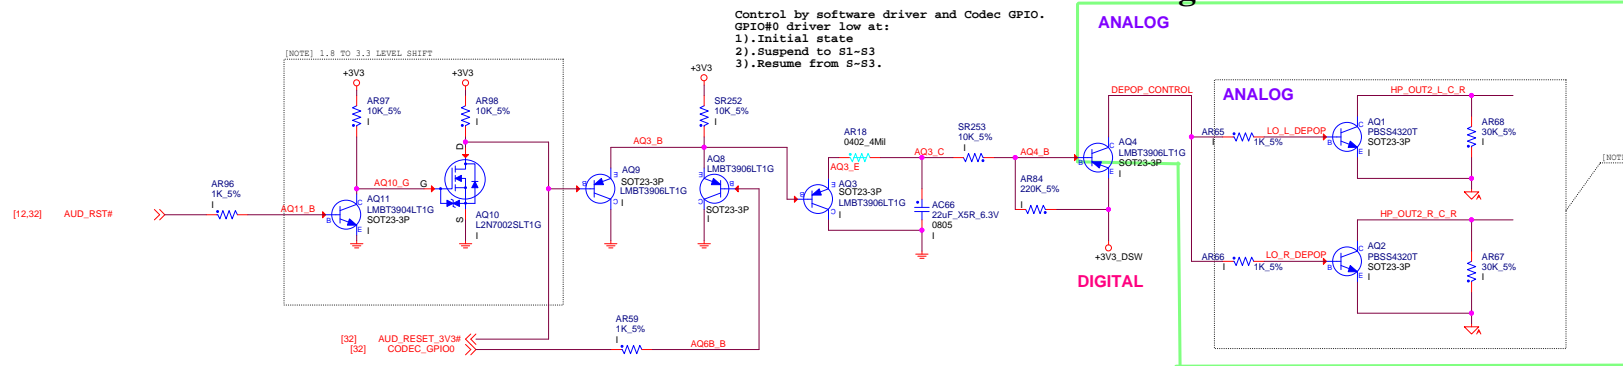 Control by software driver and Codec GPIO.
GPIO#0 driver low at:
1).Initial state
2).Suspend to S1~S3
3).Resume from S~S3.
ANALOG
[NOTE] 1.8 TO 3.3 LEVEL SHIFT
+3V3
+3V3
+3V3
AR97
10K_5%
I
AR98
10K_5%
I
SR252
10K_5%
I
DEPOP_CONTROL
ANALOG
HP_OUT2_L_C_R
AQ3_B
AR18
0402_4Mil
SR253
10K_5%
I
AQ3_C
AQ4_B
AQ3_E
AQ4
LMBT3906LT1G
SOT23-3P
I
AR65
I
1K_5%
LO_L_DEPOP
AQ1
PBSS4320T
SOT23-3P
I
AR68
30K_5%
I
[NOTE
D
G
S
AQ10_G
AQ10
L2N7002SLT1G
I
AQ9
SOT23-3P
LMBT3906LT1G
I
AQ8
LMBT3906LT1G
SOT23-3P
I
AQ3
SOT23-3P
LMBT3906LT1G
I
AR84
220K_5%
I
AC66
22uF_X5R_6.3V
0805
I
AR96
1K_5%
I
[12,32] AUD_RST#
AQ11_B
AQ11
LMBT3904LT1G
SOT23-3P
I
+3V3_DSW
DIGITAL
HP_OUT2_R_C_R
AR66
I
1K_5%
LO_R_DEPOP
AQ2
PBSS4320T
SOT23-3P
I
AR67
30K_5%
I
[32] AUD_RESET_3V3#
[32] CODEC_GPIO0
AR59
1K_5%
I
AQ6B_B